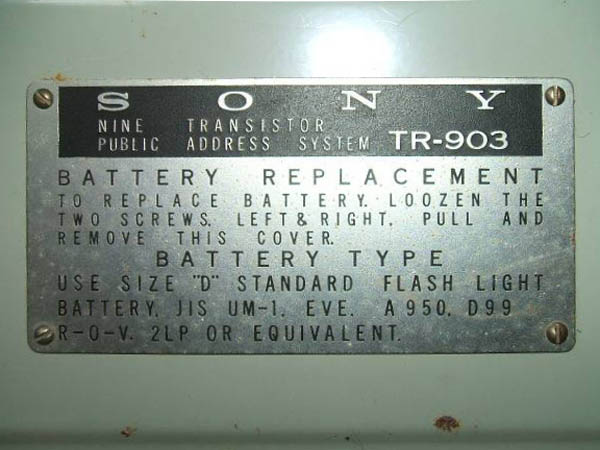 SONY
NINE TRANSISTOR
PUBLIC ADDRESS SYSTEM TR-903
BATTERY REPLACEMENT
TO REPLACE BATTERY. LOOZEN THE
TWO SCREWS. LEFT & RIGHT. PULL AND
REMOVE THIS COVER.
BATTERY TYPE
USE SIZE "D" STANDARD FLASH LIGHT
BATTERY, JIS UM-1. EVE. A950, D99
R-O-V. 2LP OR EQUIVALENT.